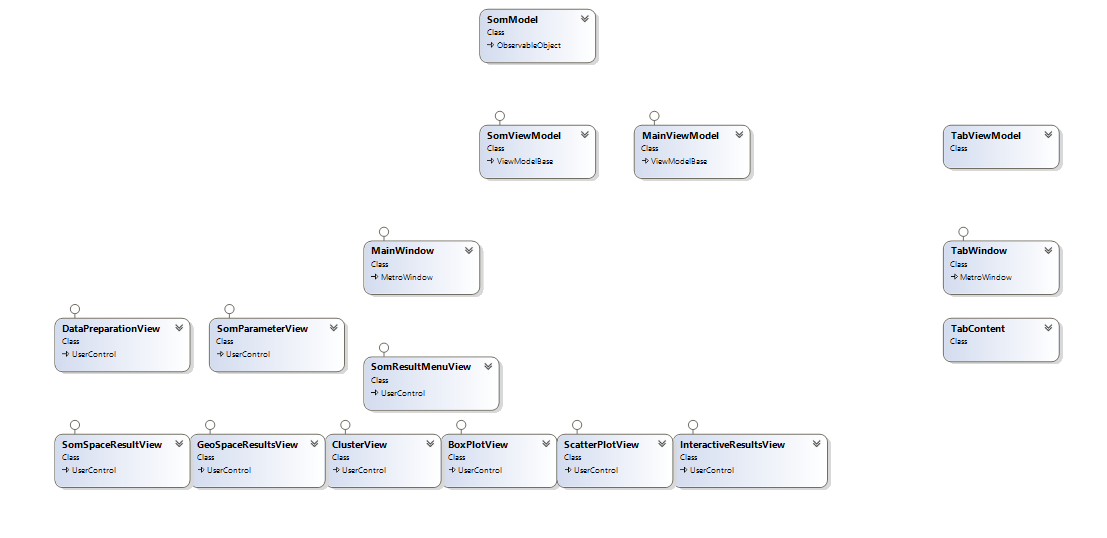 SomModel
Class
ObservableObject
SomViewModel
Class
ViewModelBase
MainViewModel
Class
ViewModelBase
TabViewModel
Class
MainWindow
Class
MetroWindow
TabWindow
Class
MetroWindow
DataPreparationView
Class
UserControl
SomParameterView
Class
UserControl
TabContent
Class
SomResultMenuView
Class
UserControl
SomSpaceResultView
Class
UserControl
GeoSpaceResultsView
Class
UserControl
ClusterView
Class
UserControl
BoxPlotView
Class
UserControl
ScatterPlotView
Class
UserControl
InteractiveResultsView
Class
UserControl